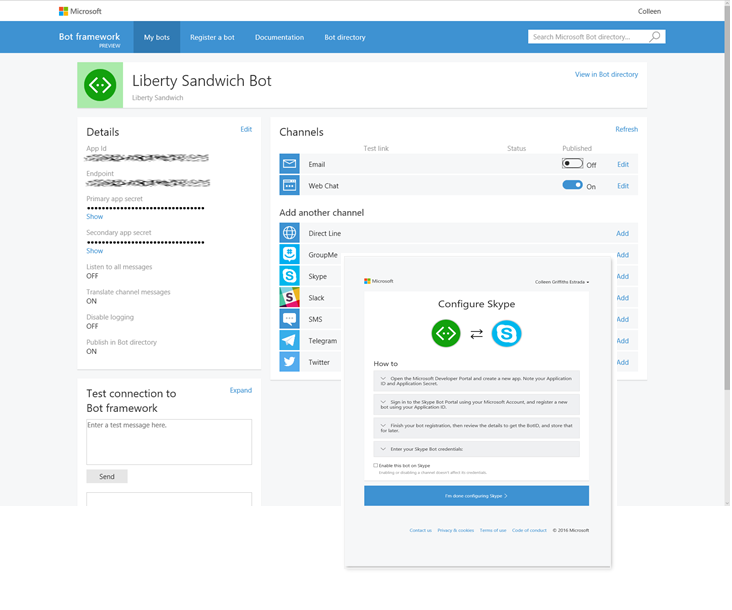 Microsoft
Colleen
Bot framework
PREVIEW
My bots
Register a bot
Documentation
Bot directory
Search Microsoft Bot directory...
Liberty Sandwich Bot
Liberty Sandwich
View in Bot directory
Details
Edit
App Id
Endpoint
Primary app secret
Show
Secondary app secret
Show
Listen to all messages
OFF
Translate channel messages
ON
Disable logging
OFF
Publish in Bot directory
ON
Test connection to
Bot framework
Expand
Enter a test message here.
Send
Channels
Refresh
Test link
Status
Published
Email
Off
Edit
Web Chat
On
Edit
Add another channel
Direct Line
Add
GroupMe
Add
Skype
Add
Slack
Add
SMS
Add
Telegram
Add
Twitter
Add
Microsoft
Colleen Griffiths Estrada
Configure Skype
How to
Open the Microsoft Developer Portal and create a new app. Note your Application
ID and Application Secret.
Sign in to the Skype Bot Portal using your Microsoft Account, and register a new
bot using your Application ID.
Finish your bot registration, then review the details to get the BotID, and store that
for later.
Enter your Skype Bot credentials
Enable this bot on Skype
Enabling or disabling a channel doesn't affect its credentials
I'm done configuring Skype >
Contact us
Privacy & cookies
Terms of use
Code of conduct
© 2016 Microsoft